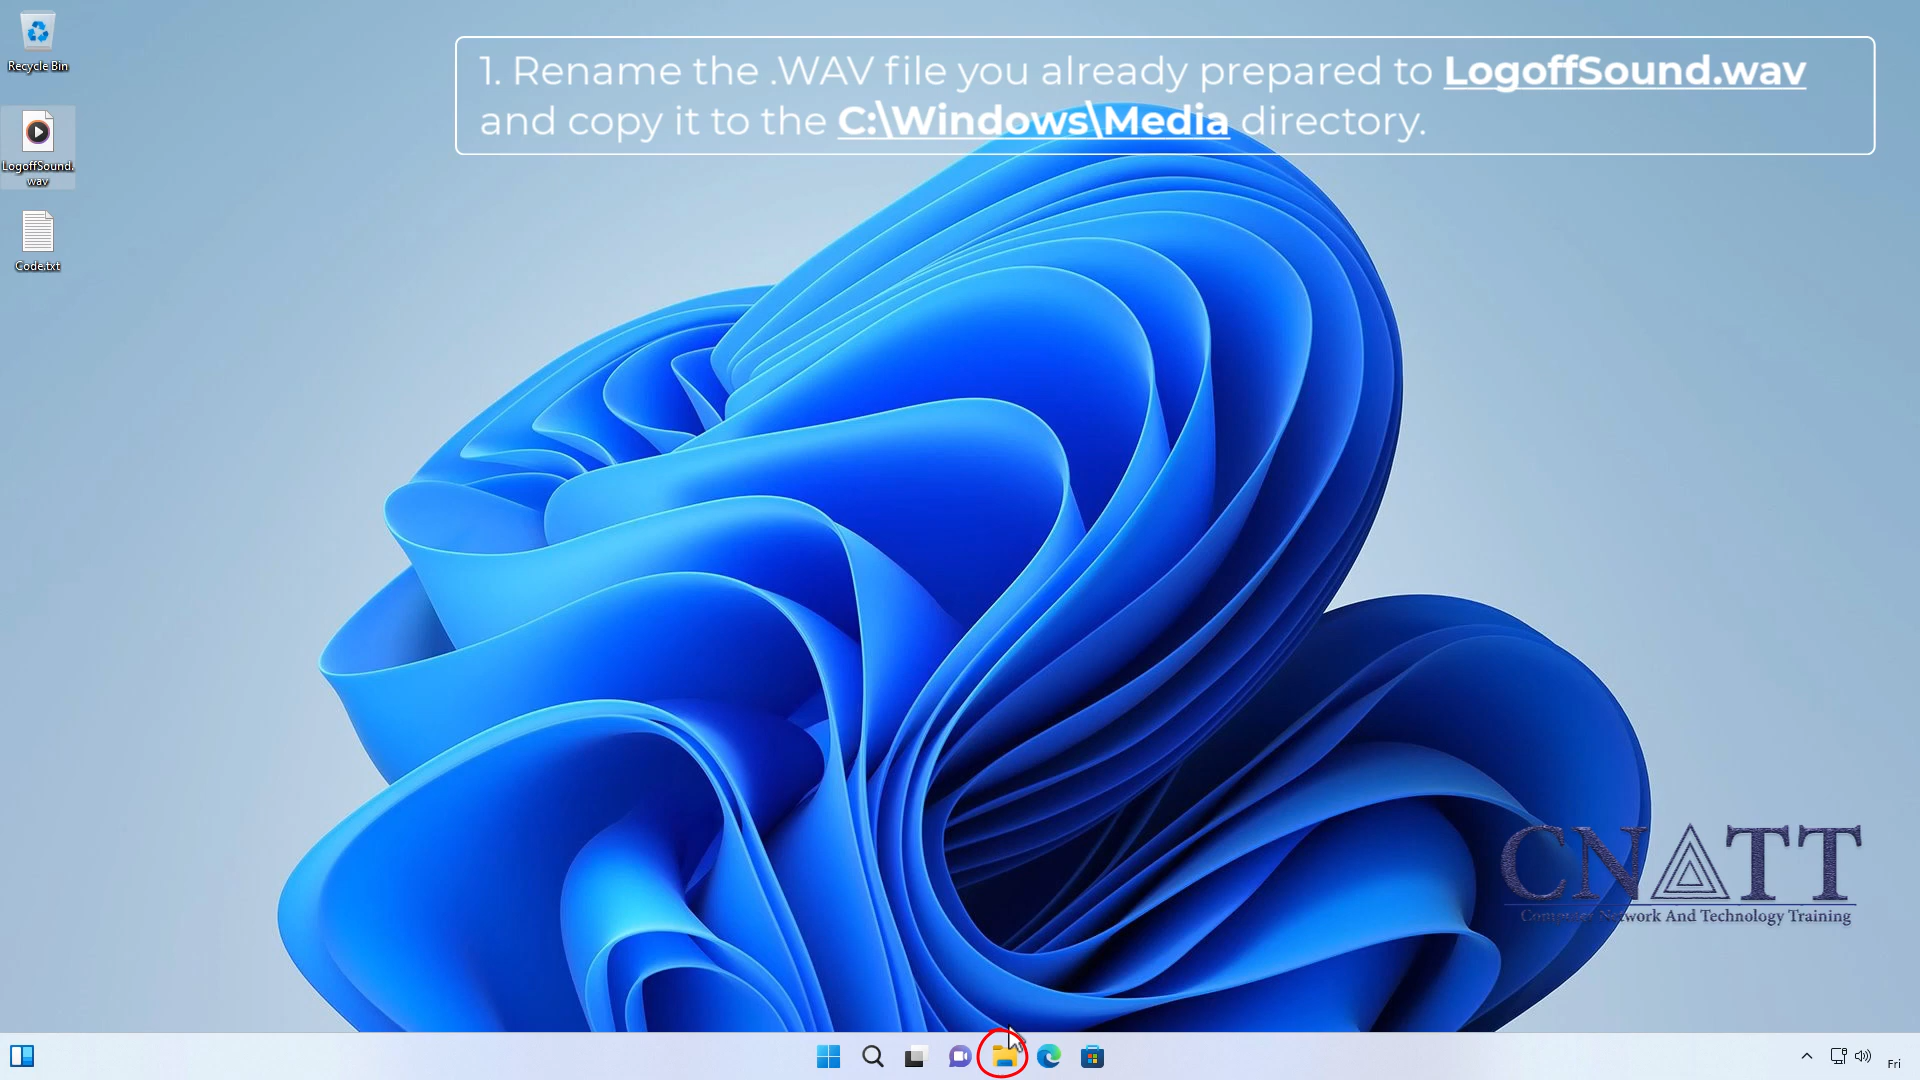 1. Rename the .WAV file you already prepared to LogoffSound.wav
and copy it to the C:\Windows\Media directory.
Recycle Bin
LogoffSound.
wav
Code.txt
CNATT
Computer Network And Technology Training
Fri